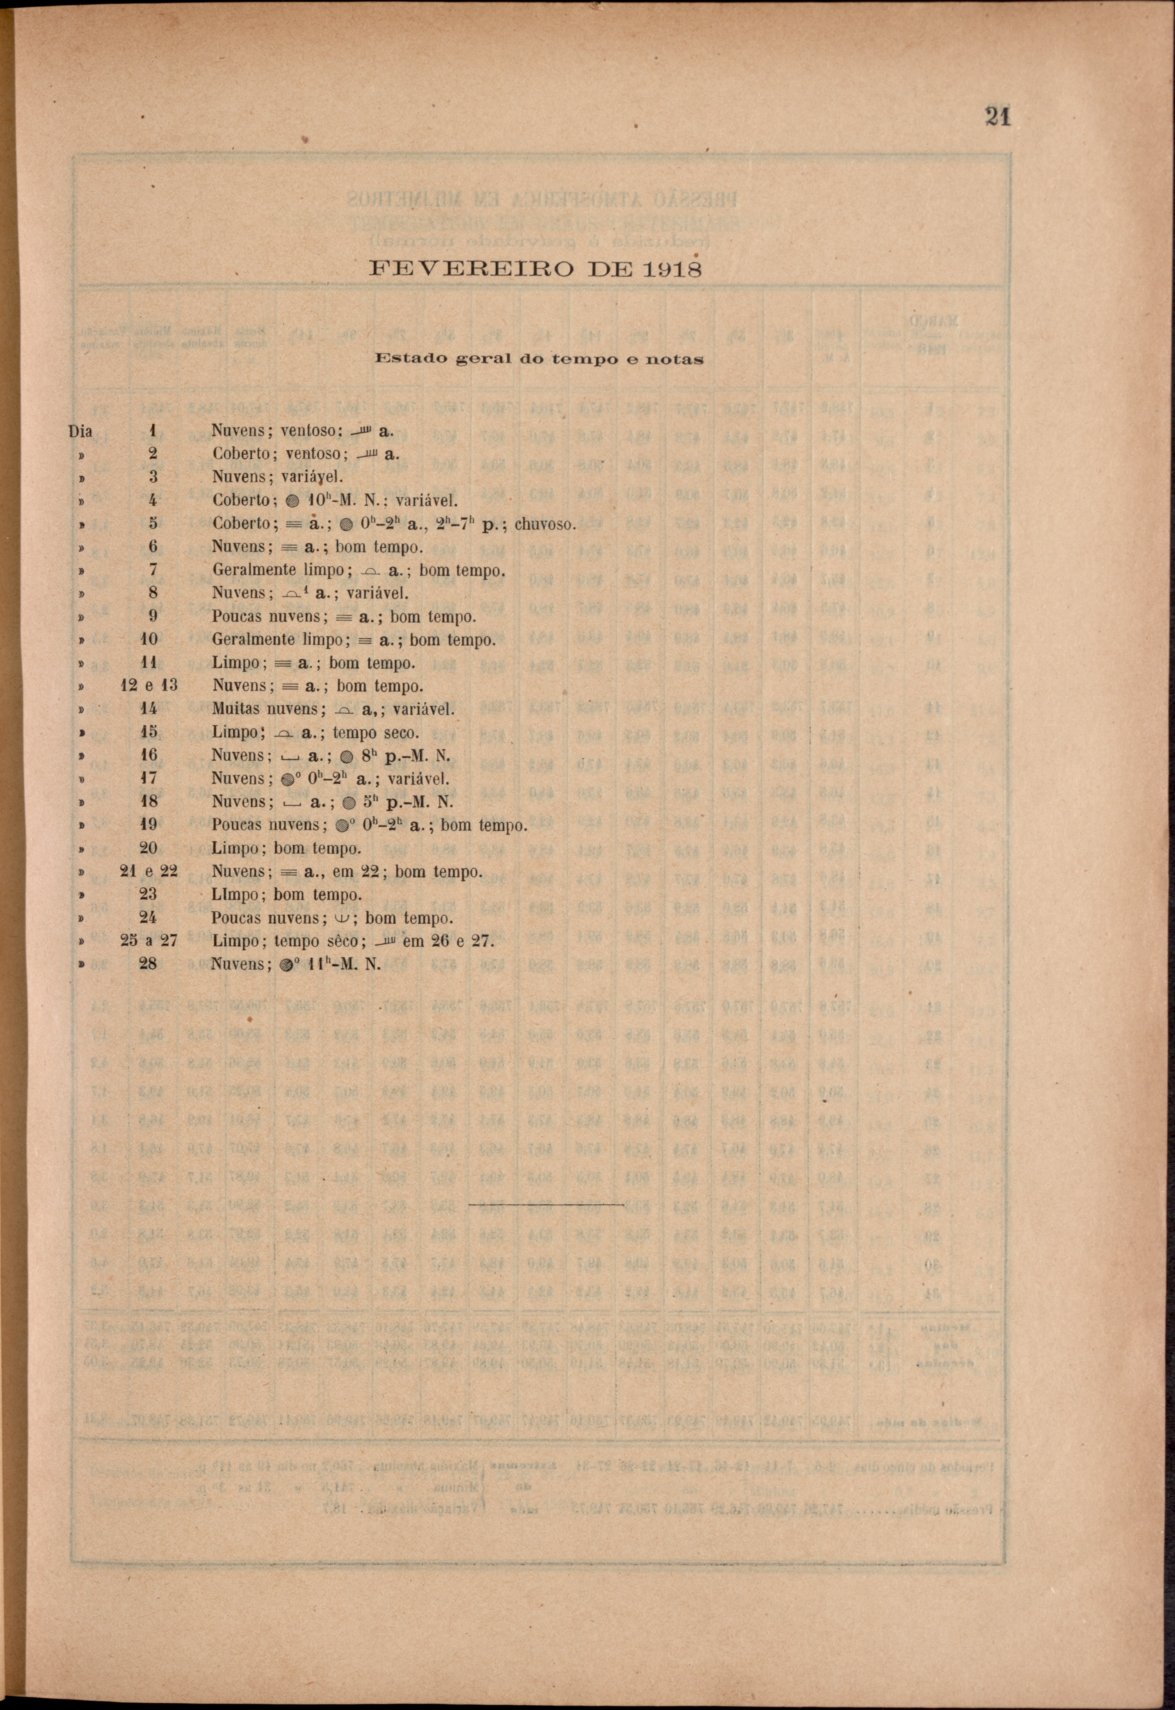 21
FEVEREIRO DE 1918
Estado geral do tempo e notas
Dia 1 Nuvens; ventoso; a.
» 2 Coberto; ventoso; a.
» 3 Nuvens; variável.
» 4 Coberto; ● 10ʰ-M. N.; variável.
» 5 Coberto; ≡ a.; ● 0ʰ–2ʰ a., 2ʰ–7ʰ p.; chuvoso.
» 6 Nuvens; ≡ a.; bom tempo.
» 7 Geralmente limpo; ⌓ a.; bom tempo.
» 8 Nuvens; ⌓¹ a.; variável.
» 9 Poucas nuvens; ≡ a.; bom tempo.
» 10 Geralmente limpo; ≡ a.; bom tempo.
» 11 Limpo; ≡ a.; bom tempo.
» 12 e 13 Nuvens; ≡ a.; bom tempo.
» 14 Muitas nuvens; ⌓ a,; variável.
» 15 Limpo; ⌓ a.; tempo seco.
» 16 Nuvens; ⎵ a.; ● 8ʰ p.–M. N.
» 17 Nuvens; ●⁰ 0ʰ–2ʰ a.; variável.
» 18 Nuvens; ⎵ a.; ● 5ʰ p.–M. N.
» 19 Poucas nuvens; ●⁰ 0ʰ–2ʰ a.; bom tempo.
» 20 Limpo; bom tempo.
» 21 e 22 Nuvens; ≡ a., em 22; bom tempo.
» 23 LImpo; bom tempo.
» 24 Poucas nuvens; ; bom tempo.
» 25 a 27 Limpo; tempo sêco; em 26 e 27.
» 28 Nuvens; ●⁰ 11ʰ-M. N.